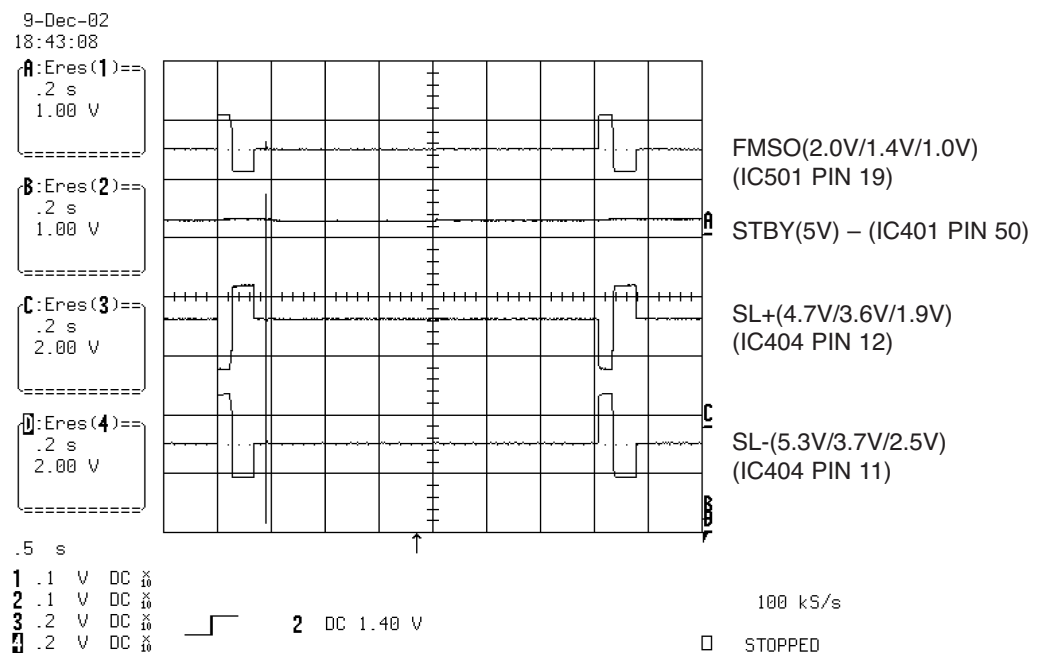 9-Dec-02
18:43:08
A:Eres(1)==
.2 s
1.00 V
B:Eres(2)==
.2 s
1.00 V
C:Eres(3)==
.2 s
2.00 V
D:Eres(4)==
.2 s
2.00 V
FMSO(2.0V/1.4V/1.0V)
(IC501 PIN 19)
A
STBY(5V) – (IC401 PIN 50)
SL+(4.7V/3.6V/1.9V)
(IC404 PIN 12)
C
SL-(5.3V/3.7V/2.5V)
(IC404 PIN 11)
B
.5 s
1 .1 V DC X10
2 .1 V DC X10
3 .2 V DC X10
4 .2 V DC X10
2 DC 1.40 V
100 kS/s
STOPPED